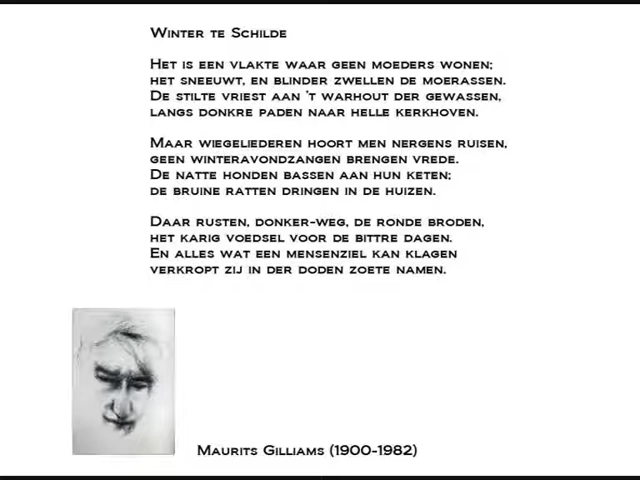 Winter te Schilde
Het is een vlakte waar geen moeders wonen;
het sneeuwt, en blinder zwellen de moerassen.
De stilte vriest aan 't warhout der gewassen,
langs donkre paden naar helle kerkhoven.
Maar wiegeliederen hoort men nergens ruisen,
geen winteravondzangen brengen vrede.
De natte honden bassen aan hun keten;
de bruine ratten dringen in de huizen.
Daar rusten, donker-weg, de ronde broden,
het karig voedsel voor de bittre dagen.
En alles wat een mensenziel kan klagen
verkropt zij in der doden zoete namen.
Maurits Gilliams (1900-1982)